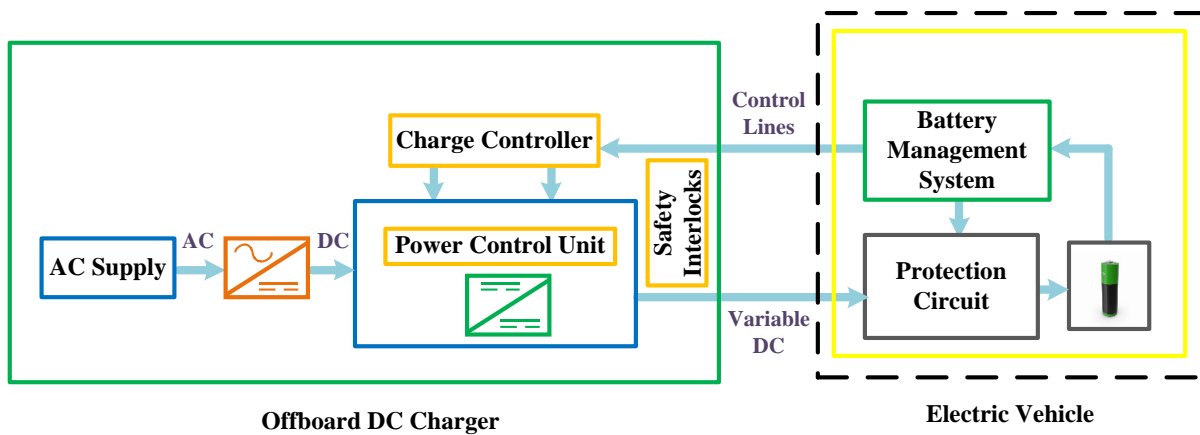 Control
Lines
Battery
Management
System
Charge Controller
Safety
Interlocks
AC
DC
Power Control Unit
AC Supply
Protection
Circuit
Variable
DC
Offboard DC Charger
Electric Vehicle